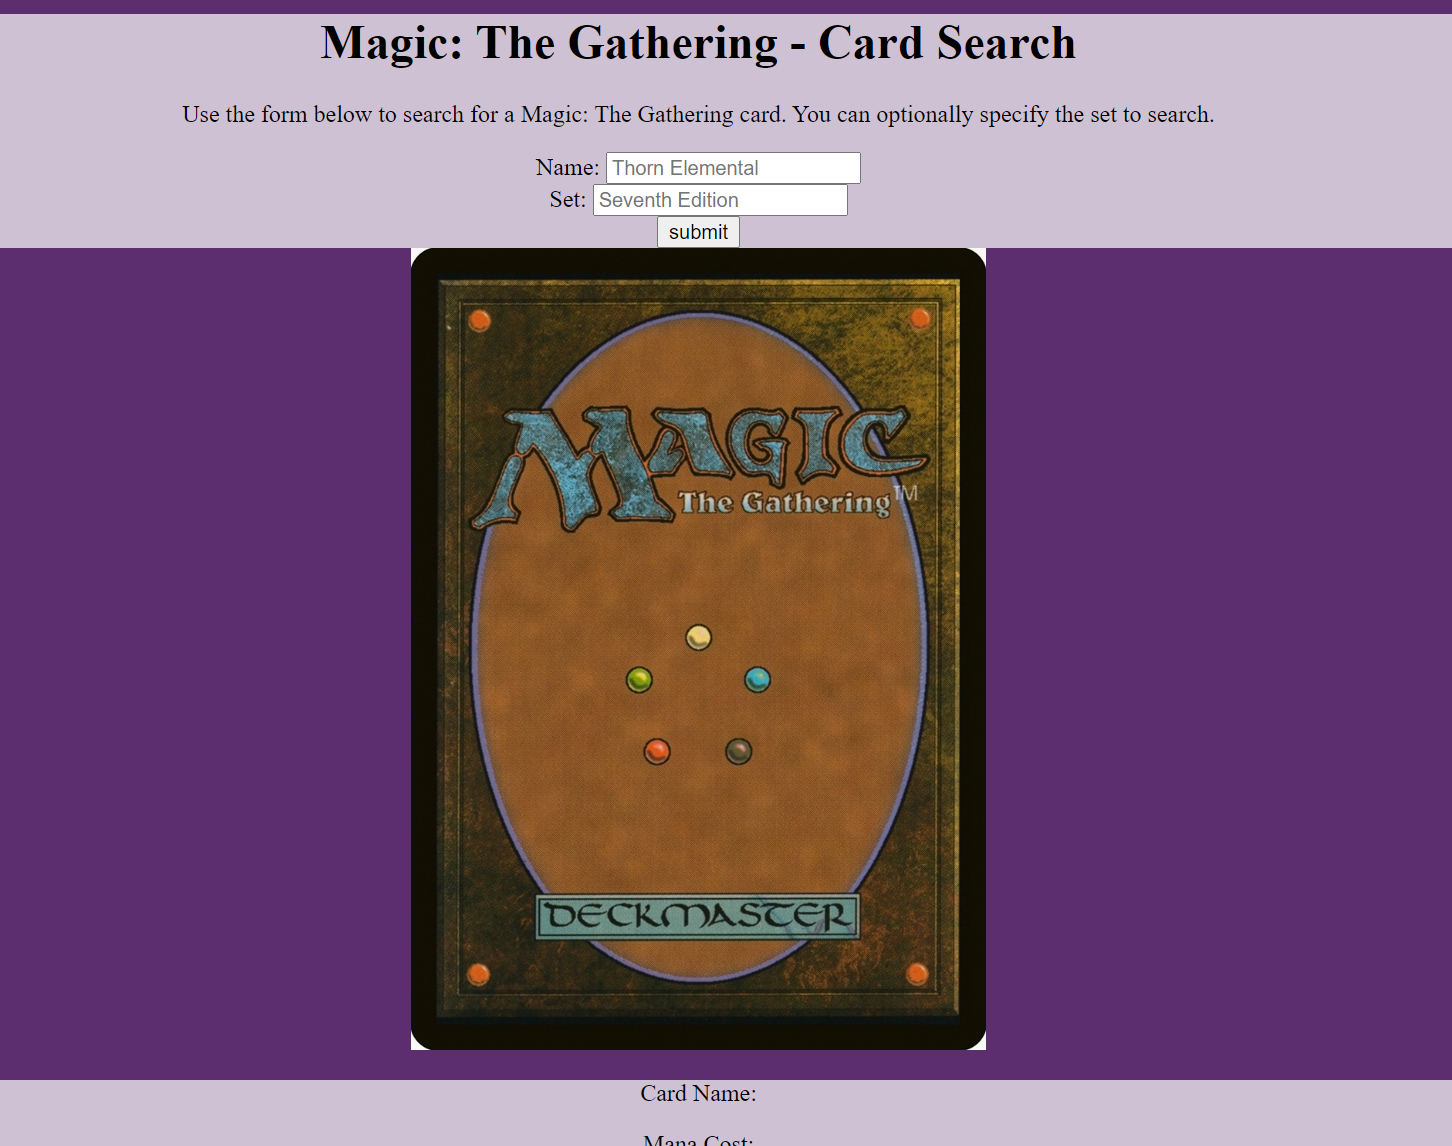 Magic: The Gathering - Card Search
Use the form below to search for a Magic: The Gathering card. You can optionally specify the set to search.
Name: Thorn Elemental
Set: Seventh Edition
submit
MAGIC
The Gathering™
DECKMASTER
Card Name:
Mana Cost: